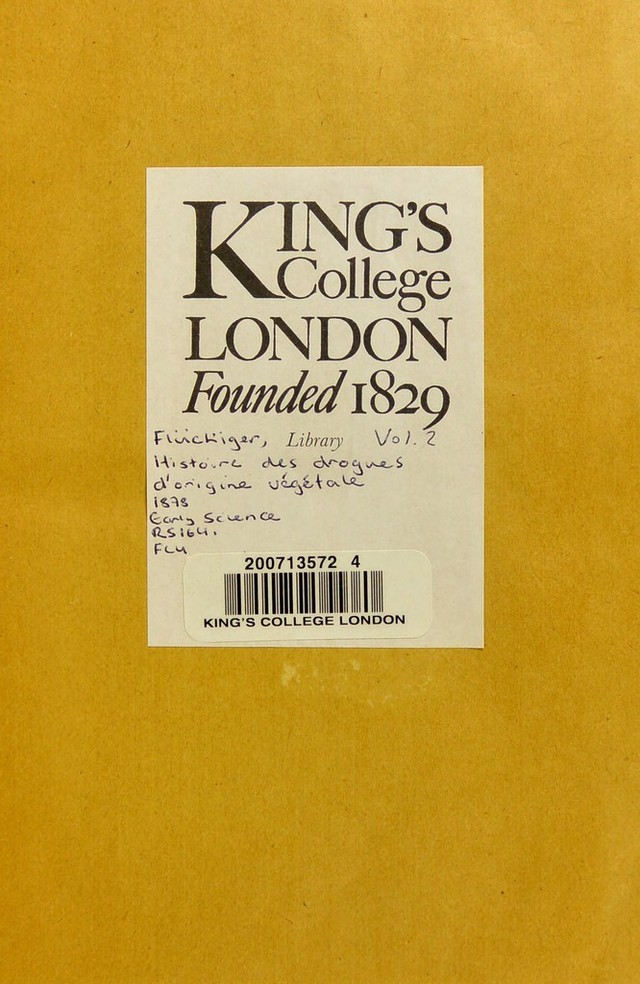 KING'S
College
LONDON
Founded 1829
Flückiger, Library Vol. 2
Histoire des drogues
d'origine végétale
1878
Early Science
RS164.
FLU
200713572 4
KING'S COLLEGE LONDON